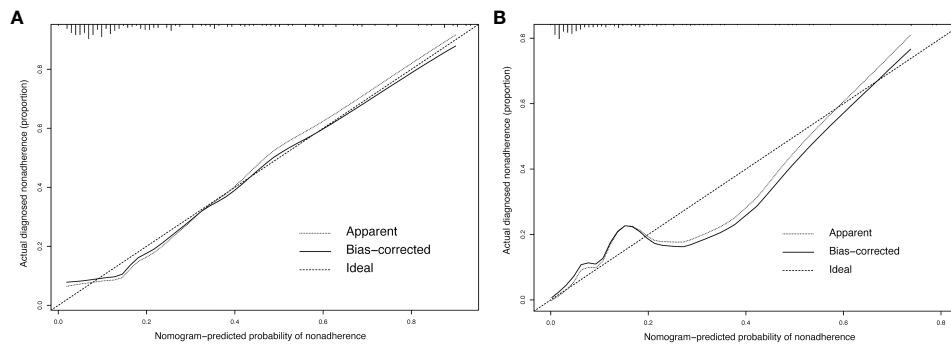 A
Actual diagnosed nonadherence (proportion)
0.8
0.6
0.4
0.2
0.0
Apparent
Bias−corrected
Ideal
0.0 0.2 0.4 0.6 0.8
Nomogram−predicted probability of nonadherence
B
Actual diagnosed nonadherence (proportion)
0.8
0.6
0.4
0.2
0.0
Apparent
Bias−corrected
Ideal
0.0 0.2 0.4 0.6 0.8
Nomogram−predicted probability of nonadherence